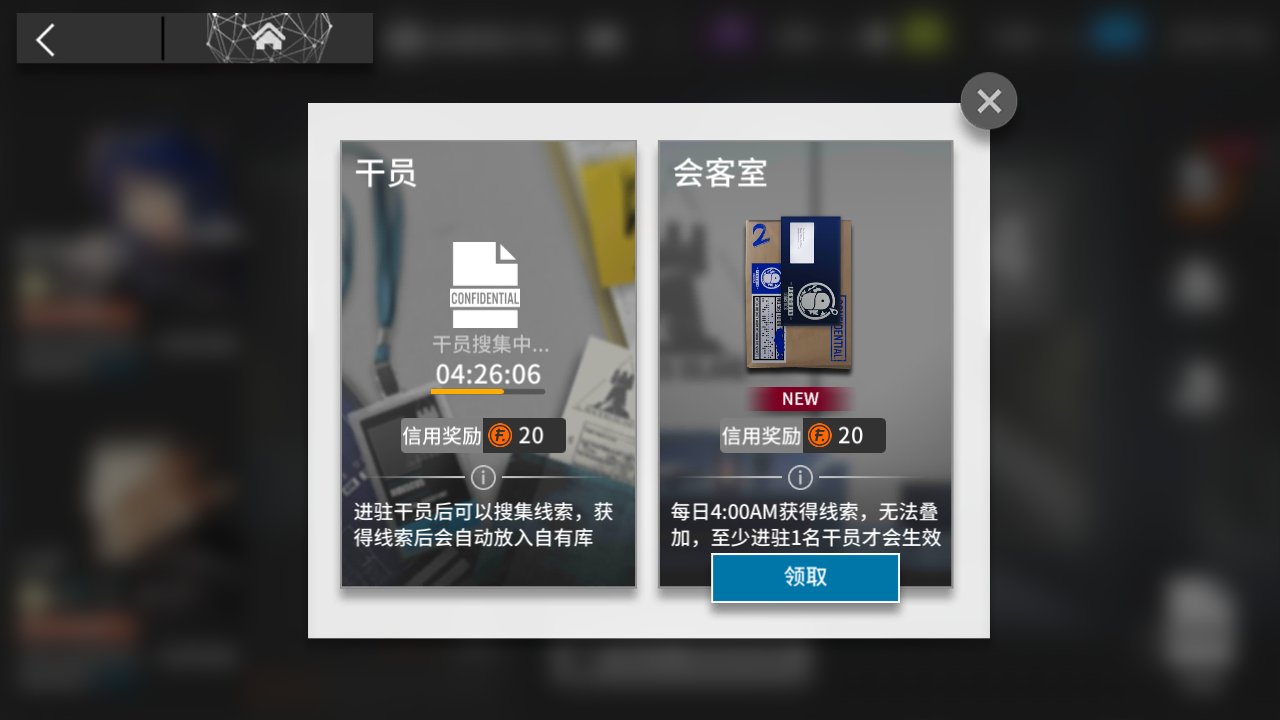 干员
CONFIDENTIAL
干员搜集中...
04:26:06
信用奖励 20
进驻干员后可以搜集线索，获
得线索后会自动放入自有库
会客室
2
NEW
信用奖励 20
每日4:00AM获得线索，无法叠
加，至少进驻1名干员才会生效
领取